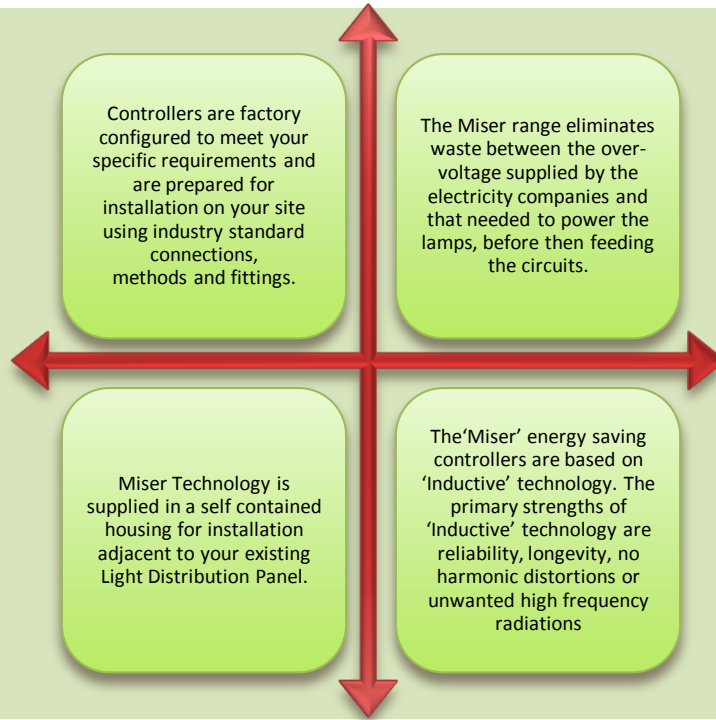 Controllers are factory
configured to meet your
specific requirements and
are prepared for
installation on your site
using industry standard
connections,
methods and fittings.
The Miser range eliminates
waste between the over-
voltage supplied by the
electricity companies and
that needed to power the
lamps, before then feeding
the circuits.
Miser Technology is
supplied in a self contained
housing for installation
adjacent to your existing
Light Distribution Panel.
The‘Miser’ energy saving
controllers are based on
‘Inductive’ technology. The
primary strengths of
‘Inductive’ technology are
reliability, longevity, no
harmonic distortions or
unwanted high frequency
radiations